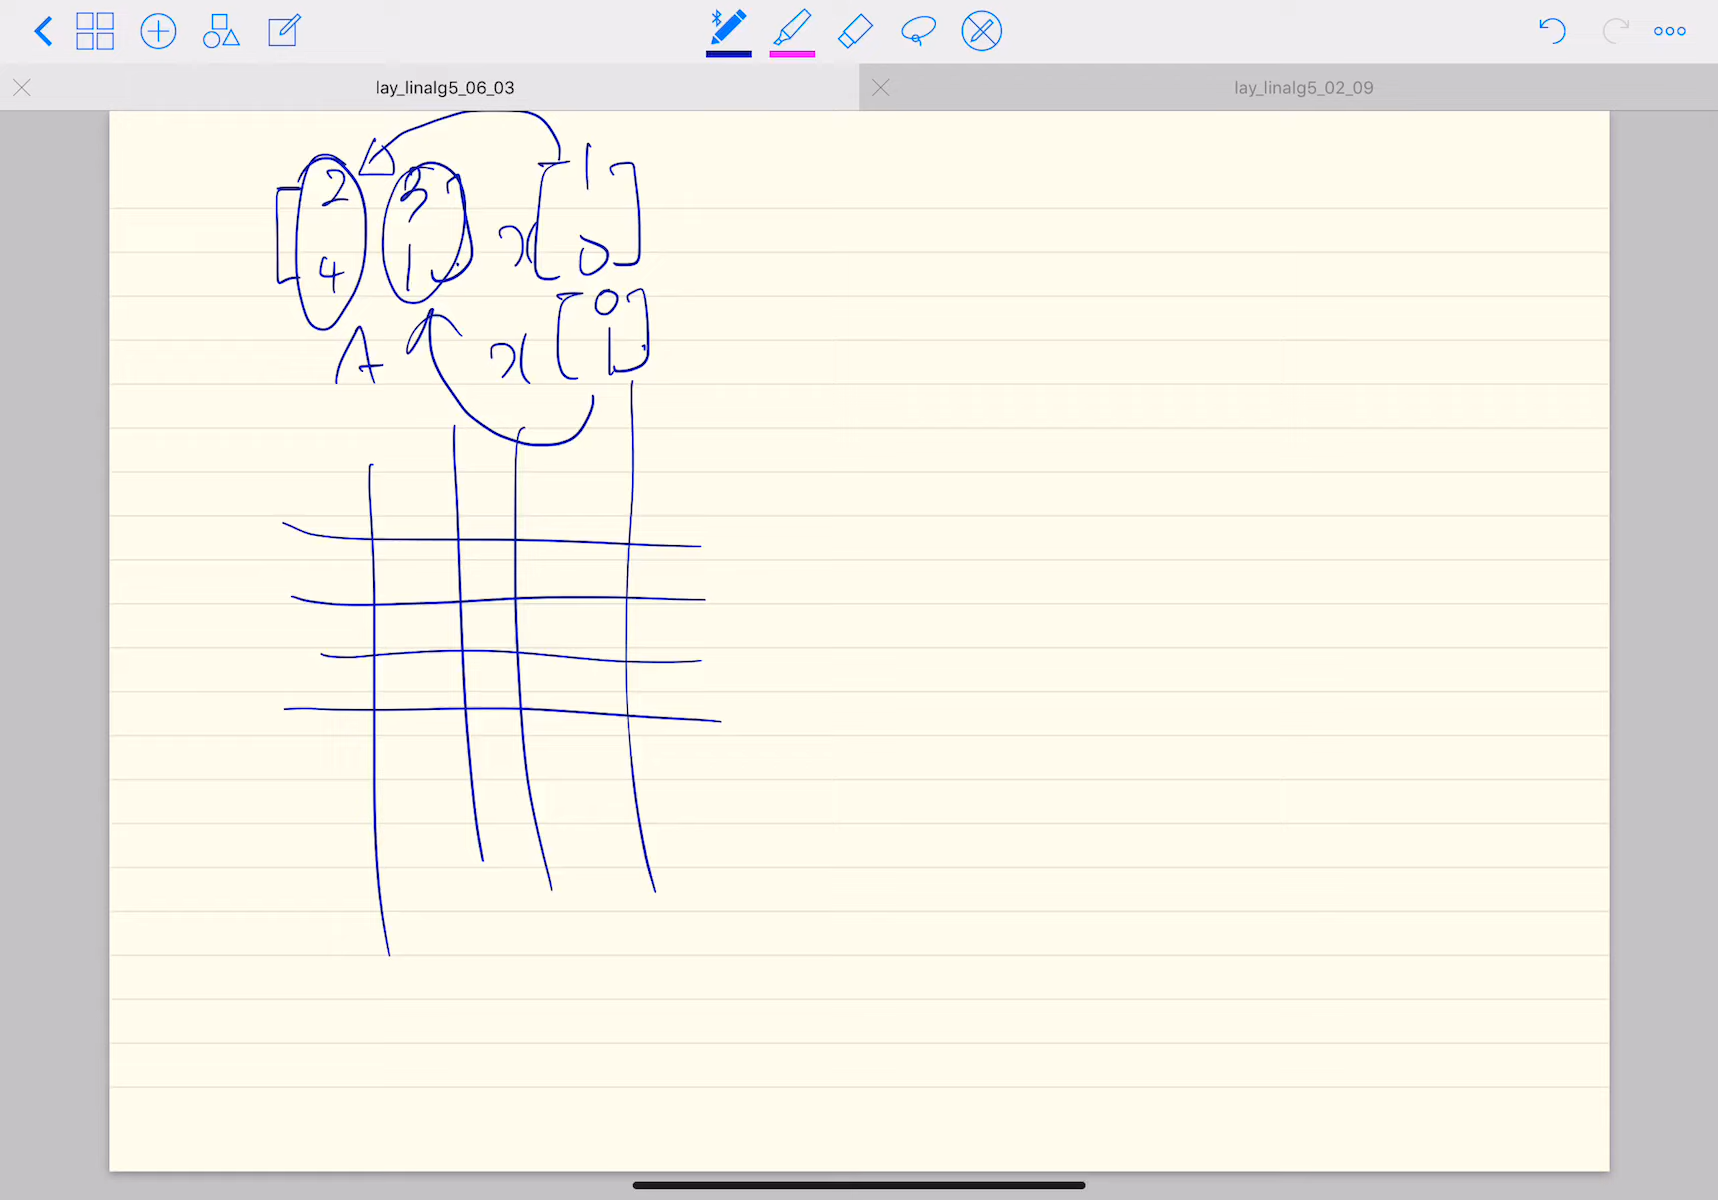 lay_linalg5_06_03
lay_linalg5_02_09
2 3 x 1
4 1 0
A x 0
1